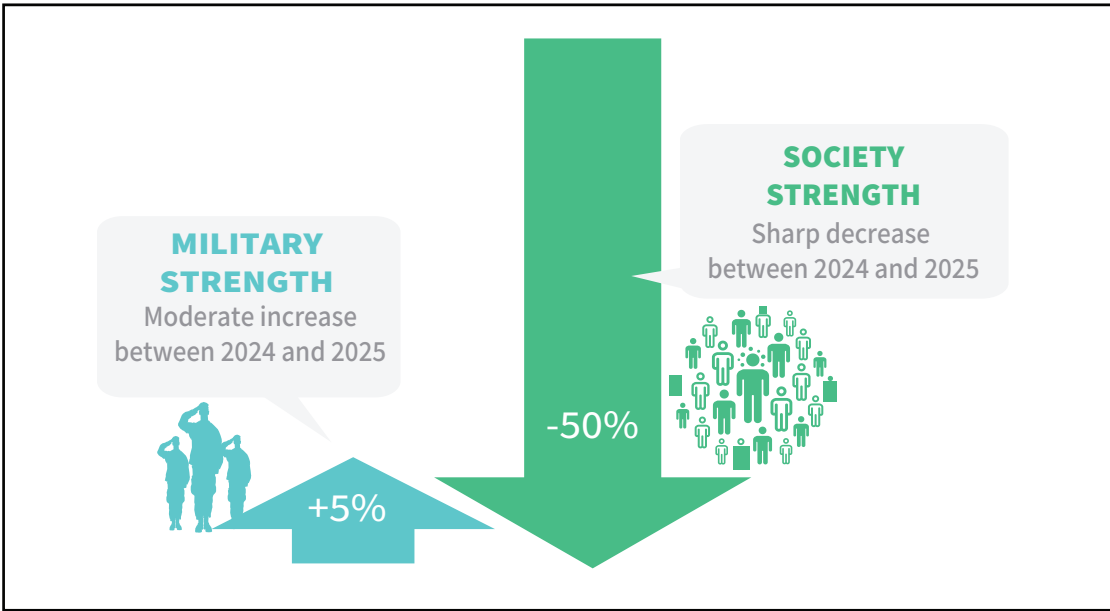 MILITARY
STRENGTH
Moderate increase
between 2024 and 2025
+5%
SOCIETY
STRENGTH
Sharp decrease
between 2024 and 2025
-50%